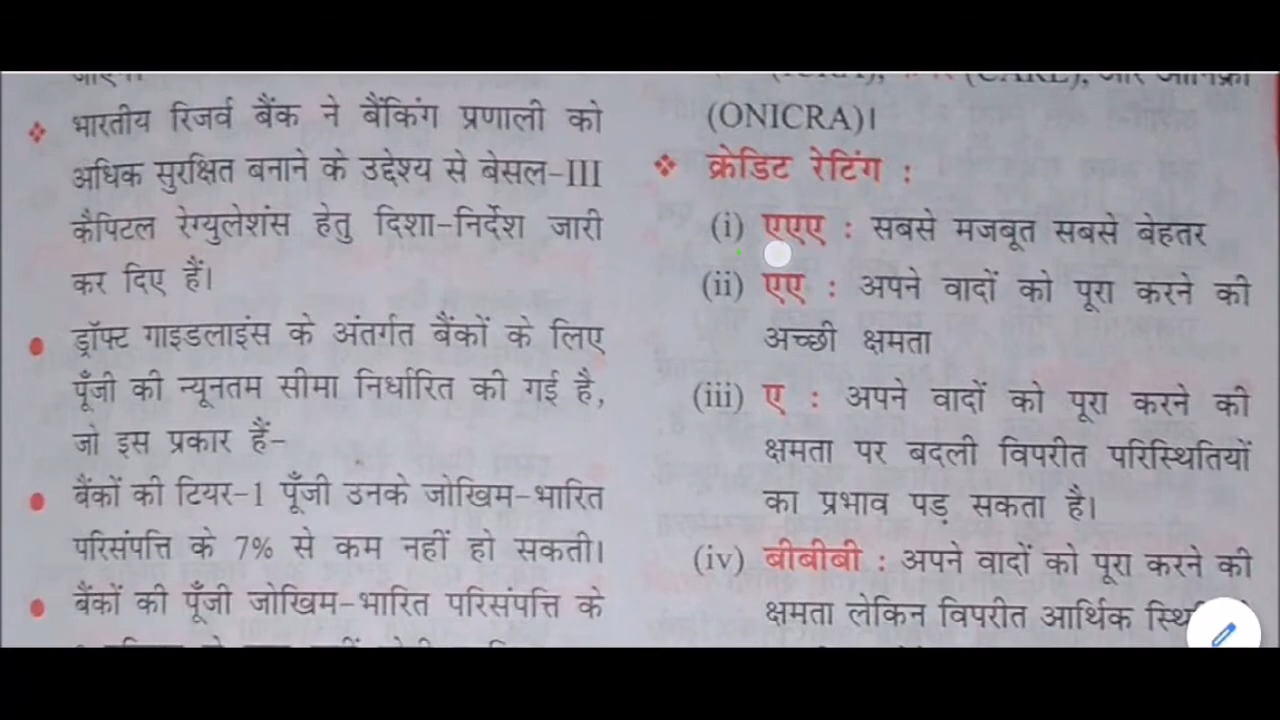 भारतीय रिजर्व बैंक ने बैंकिंग प्रणाली को
अधिक सुरक्षित बनाने के उद्देश्य से बेसल-III
कैपिटल रेग्युलेशंस हेतु दिशा-निर्देश जारी
कर दिए हैं।
ड्रॉफ्ट गाइडलाइंस के अंतर्गत बैंकों के लिए
पूँजी की न्यूनतम सीमा निर्धारित की गई है,
जो इस प्रकार हैं-
बैंकों की टियर-1 पूँजी उनके जोखिम-भारित
परिसंपत्ति के 7% से कम नहीं हो सकती।
बैंकों की पूँजी जोखिम-भारित परिसंपत्ति के
(ONICRA)।
क्रेडिट रेटिंग :
(i) एएए : सबसे मजबूत सबसे बेहतर
(ii) एए : अपने वादों को पूरा करने की
अच्छी क्षमता
(iii) ए : अपने वादों को पूरा करने की
क्षमता पर बदली विपरीत परिस्थितियों
का प्रभाव पड़ सकता है।
(iv) बीबीबी : अपने वादों को पूरा करने की
क्षमता लेकिन विपरीत आर्थिक